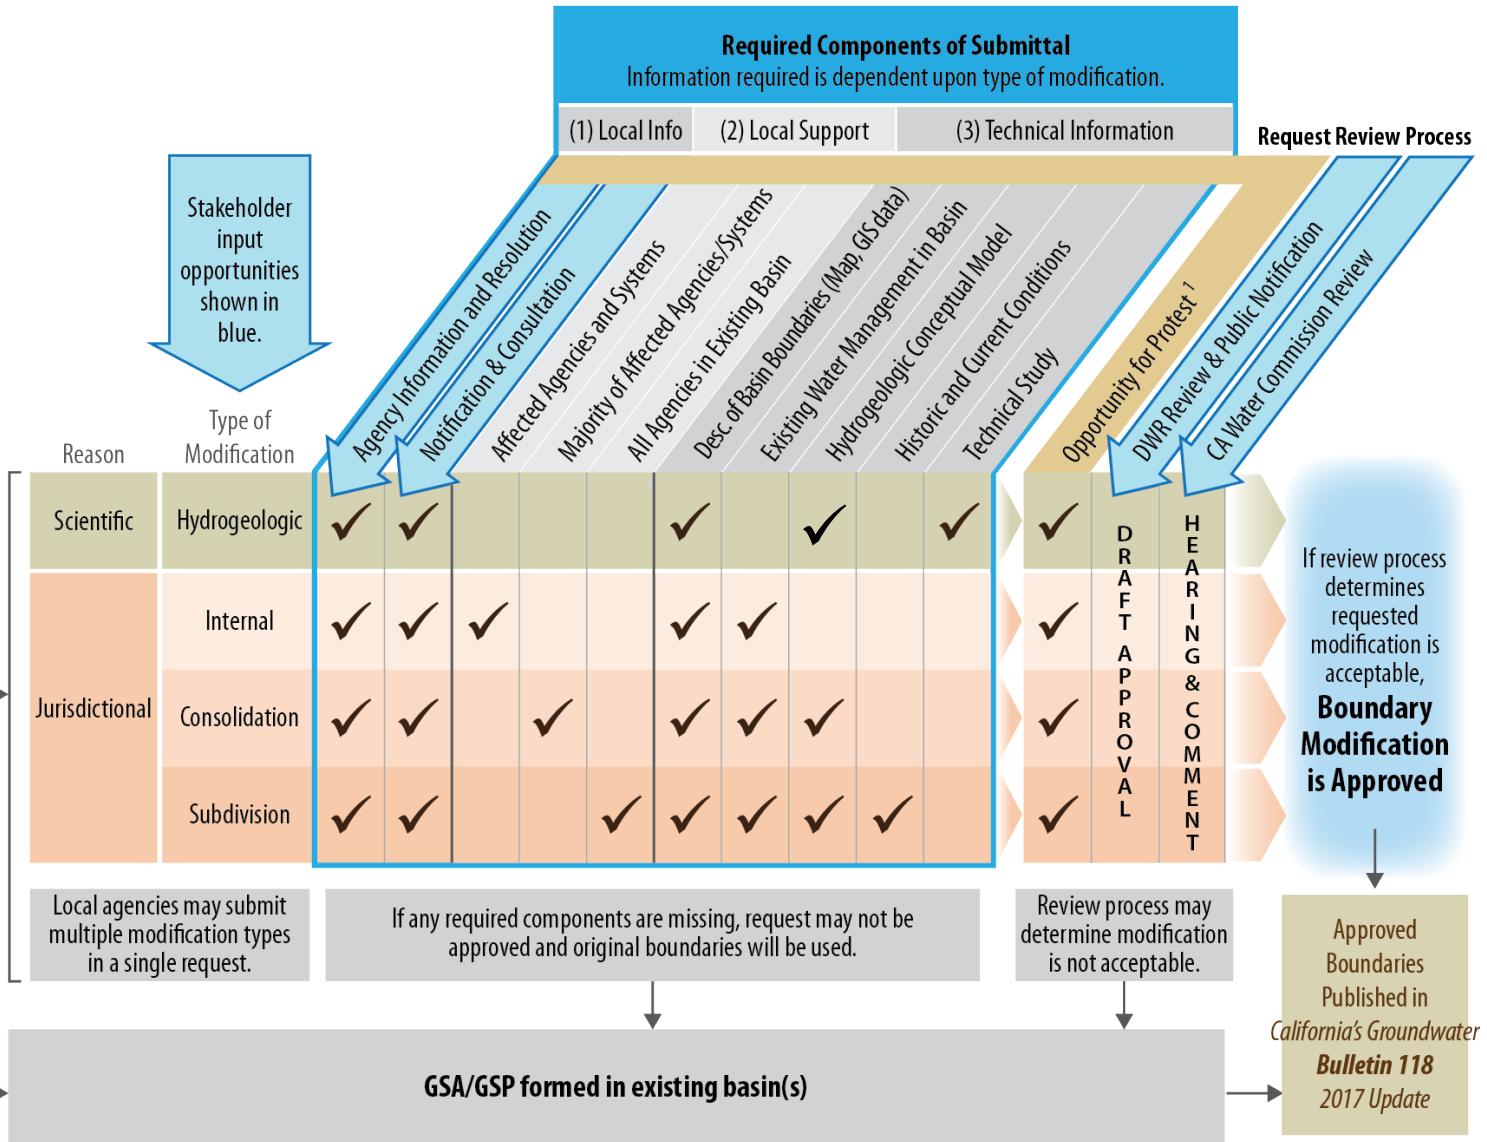 Required Components of Submittal
Information required is dependent upon type of modification.
(1) Local Info
(2) Local Support
(3) Technical Information
Request Review Process
Stakeholder
input
opportunities
shown in
blue.
Agency Information and Resolution
Notification & Consultation
Affected Agencies and Systems
Majority of Affected Agencies/Systems
All Agencies in Existing Basin
Desc. of Basin Boundaries (Map, GIS data)
Existing Water Management in Basin
Hydrogeologic Conceptual Model
Historic and Current Conditions
Technical Study
Opportunity for Protest 1
DWR Review & Public Notification
CA Water Commission Review
Reason
Type of
Modification
Scientific
Hydrogeologic
Jurisdictional
Internal
Consolidation
Subdivision
DRAFT APPROVAL
HEARING & COMMENT
If review process
determines
requested
modification is
acceptable,
Boundary
Modification
is Approved
Local agencies may submit
multiple modification types
in a single request.
If any required components are missing, request may not be
approved and original boundaries will be used.
Review process may
determine modification
is not acceptable.
GSA/GSP formed in existing basin(s)
Approved
Boundaries
Published in
California's Groundwater
Bulletin 118
2017 Update